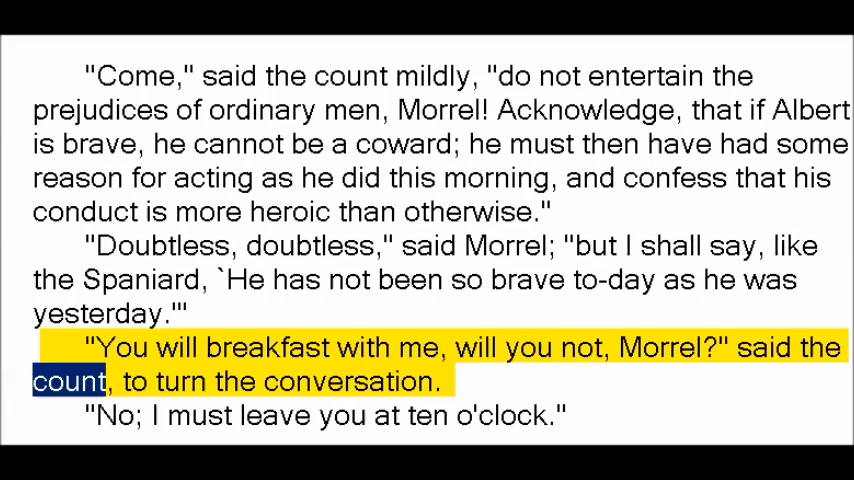 "Come," said the count mildly, "do not entertain the
prejudices of ordinary men, Morrel! Acknowledge, that if Albert
is brave, he cannot be a coward; he must then have had some
reason for acting as he did this morning, and confess that his
conduct is more heroic than otherwise."
"Doubtless, doubtless," said Morrel; "but I shall say, like
the Spaniard, `He has not been so brave to-day as he was
yesterday.'"
"You will breakfast with me, will you not, Morrel?" said the
count, to turn the conversation.
"No; I must leave you at ten o'clock."